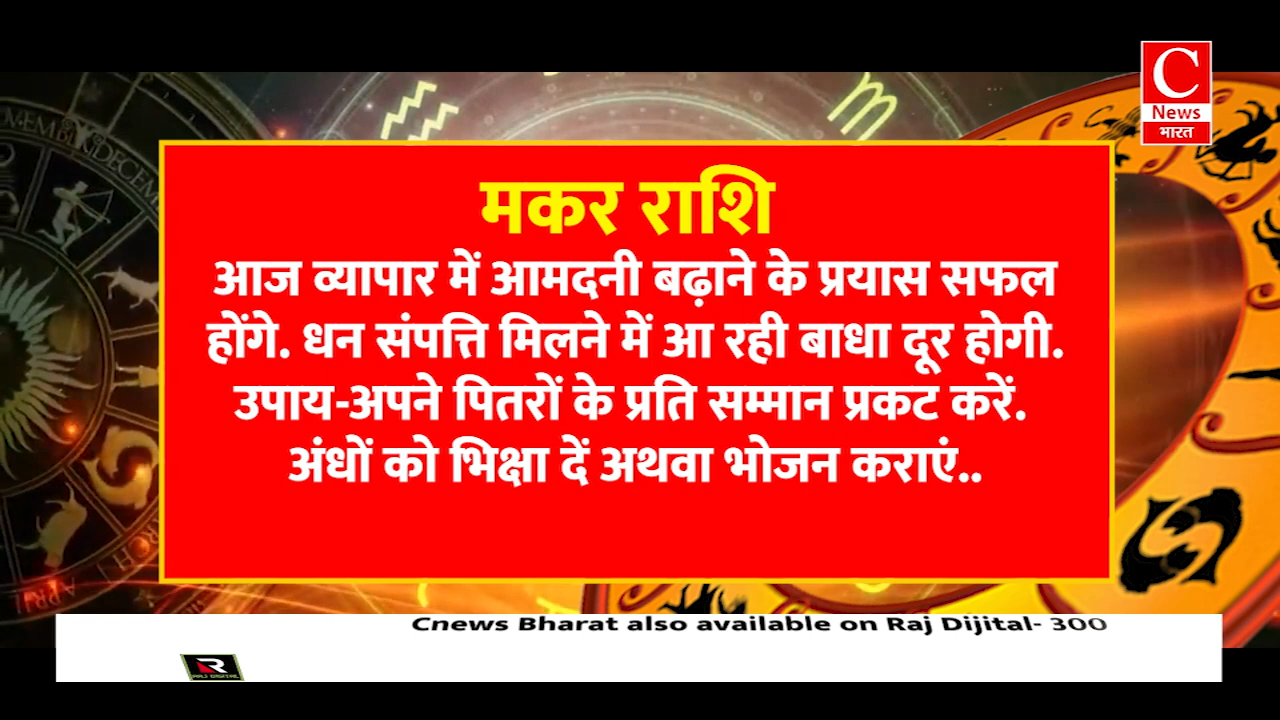 C
News
भारत
मकर राशि
आज व्यापार में आमदनी बढ़ाने के प्रयास सफल
होंगे. धन संपत्ति मिलने में आ रही बाधा दूर होगी.
उपाय-अपने पितरों के प्रति सम्मान प्रकट करें.
अंधों को भिक्षा दें अथवा भोजन कराएं..
Cnews Bharat also available on Raj Dijital- 300
R